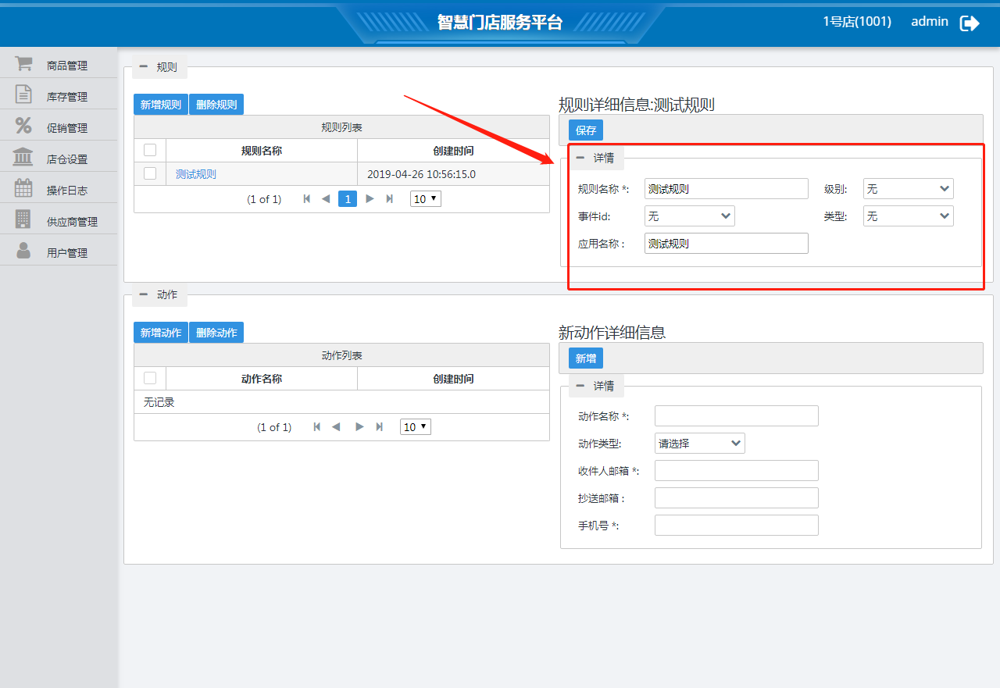 智慧门店服务平台
1号店(1001) admin
商品管理
库存管理
促销管理
店仓设置
操作日志
供应商管理
用户管理
规则
新增规则 删除规则
规则列表
规则名称 创建时间
测试规则 2019-04-26 10:56:15.0
(1 of 1) 1 10
规则详细信息:测试规则
保存
详情
规则名称 *: 测试规则 级别: 无
事件id: 无 类型: 无
应用名称 : 测试规则
动作
新增动作 删除动作
动作列表
动作名称 创建时间
无记录
(1 of 1) 10
新动作详细信息
新增
详情
动作名称 *:
动作类型: 请选择
收件人邮箱 *:
抄送邮箱 :
手机号 *: